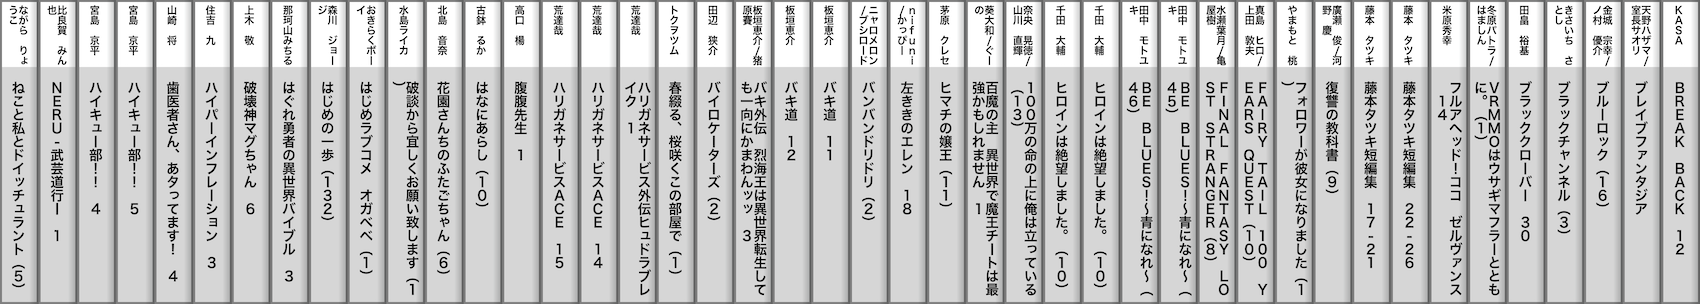 KASA
BREAK BACK 12
天野ハザマ/
室長サオリ
ブレイブファンタジア
金城 宗幸/
ノ村 優介
ブルーロック (16)
きさいち さ
とし
ブラックチャンネル (3)
田畠 裕基
ブラッククローバー 30
冬原パトラ/
はましん
VRMMOはウサギマフラーととも
に。(1)
米原秀幸
フルアヘッド!ココ ゼルヴァンス
14
藤本 タツキ
藤本タツキ短編集 22-26
藤本 タツキ
藤本タツキ短編集 17-21
廣瀬 俊/河
野 慶
復讐の教科書 (9)
やまもと 桃
フォロワーが彼女になりました (1
)
真島 ヒロ/
上田 敦夫
FAIRY TAIL 100 Y
EARS QUEST (10)
水瀬葉月/亀
屋樹
FINAL FANTASY LO
ST STRANGER (8)
田中 モトユ
キ
BE BLUES!〜青になれ〜 (
45)
田中 モトユ
キ
BE BLUES!〜青になれ〜 (
46)
千田 大輔
ヒロインは絶望しました。 (10)
千田 大輔
ヒロインは絶望しました。 (10)
奈央 晃徳/
山川 直輝
100万の命の上に俺は立っている
(13)
葵大和/ぐー
の
百魔の主 異世界で魔王チートは最
強かもしれません 1
茅原 クレセ
ヒマチの嬢王 (11)
nifuni
/かっぴー
左ききのエレン 18
ニャロメロン
/ブシロード
バンバンドリドリ (2)
板垣恵介
バキ道 11
板垣恵介
バキ道 12
板垣恵介/猪
原賽
バキ外伝 烈海王は異世界転生して
も一向にかまわんッッ 3
田辺 狭介
バイロケーターズ (2)
トクヲツム
春綴る、桜咲くこの部屋で (1)
荒達哉
ハリガネサービス外伝ヒュドラブレ
イク 1
荒達哉
ハリガネサービスACE 14
荒達哉
ハリガネサービスACE 15
高口 楊
腹腹先生 1
古鉢 るか
はなにあらし (10)
北島 音奈
花園さんちのふたごちゃん (6)
水島ライカ
破談から宜しくお願い致します (1
)
おきらくボー
イ
はじめラブコメ オガベベ (1)
森川 ジョー
ジ
はじめの一歩 (132)
那珂山みちる
はぐれ勇者の異世界バイブル 3
上木 敬
破壊神マグちゃん 6
住吉 九
ハイパーインフレーション 3
山崎 将
歯医者さん、あタってます! 4
宮島 京平
ハイキュー部!! 5
宮島 京平
ハイキュー部!! 4
比良賀 みん
也
NERU-武芸道行ー 1
ながら りょ
うこ
ねこと私とドイッチュラント (5)